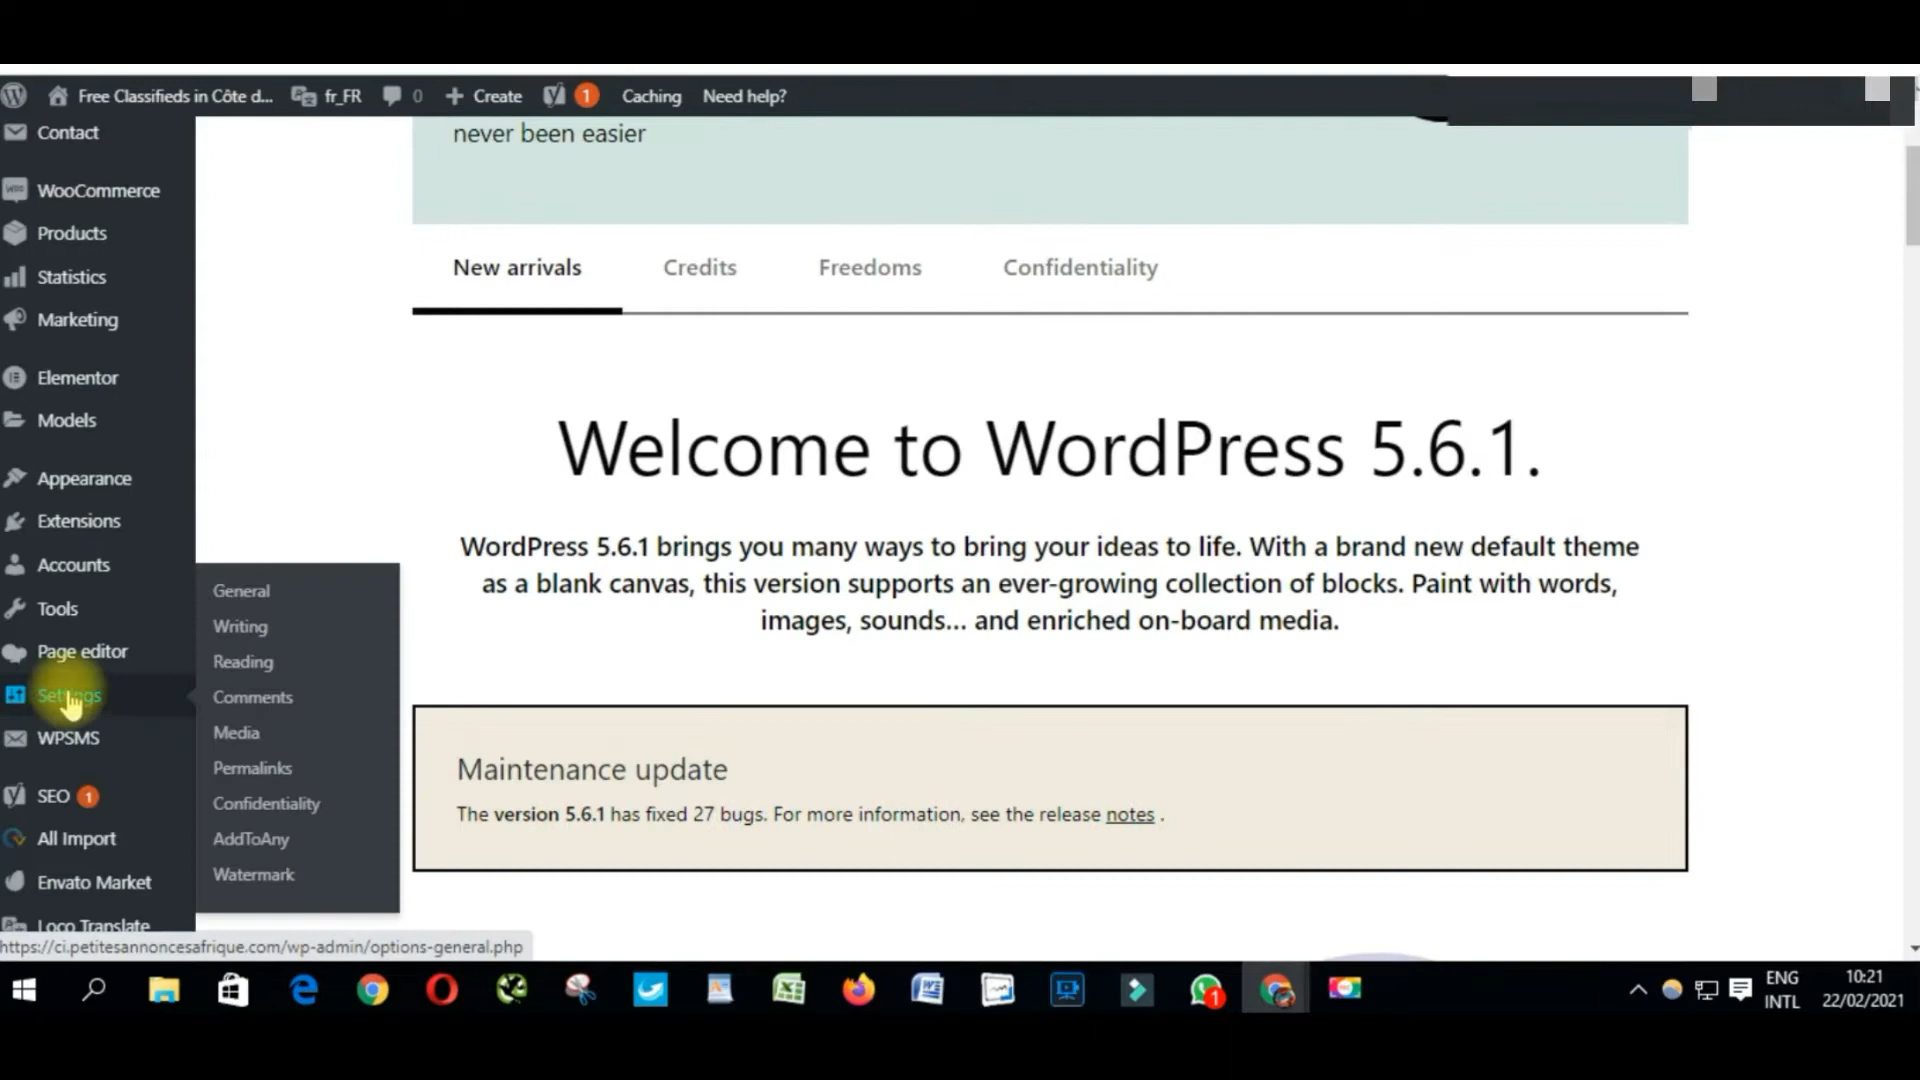 Free Classifieds in Côte d... fr_FR 0 + Create 1 Caching Need help?
Contact
WooCommerce
Products
Statistics
Marketing
Elementor
Models
Appearance
Extensions
Accounts
Tools
Page editor
Settings
WPSMS
SEO 1
All Import
Envato Market
Loco Translate
General
Writing
Reading
Comments
Media
Permalinks
Confidentiality
AddToAny
Watermark
never been easier
New arrivals Credits Freedoms Confidentiality
Welcome to WordPress 5.6.1.
WordPress 5.6.1 brings you many ways to bring your ideas to life. With a brand new default theme
as a blank canvas, this version supports an ever-growing collection of blocks. Paint with words,
images, sounds... and enriched on-board media.
Maintenance update
The version 5.6.1 has fixed 27 bugs. For more information, see the release notes .
https://ci.petitesannoncesafrique.com/wp-admin/options-general.php
1
ENG
INTL
10:21
22/02/2021